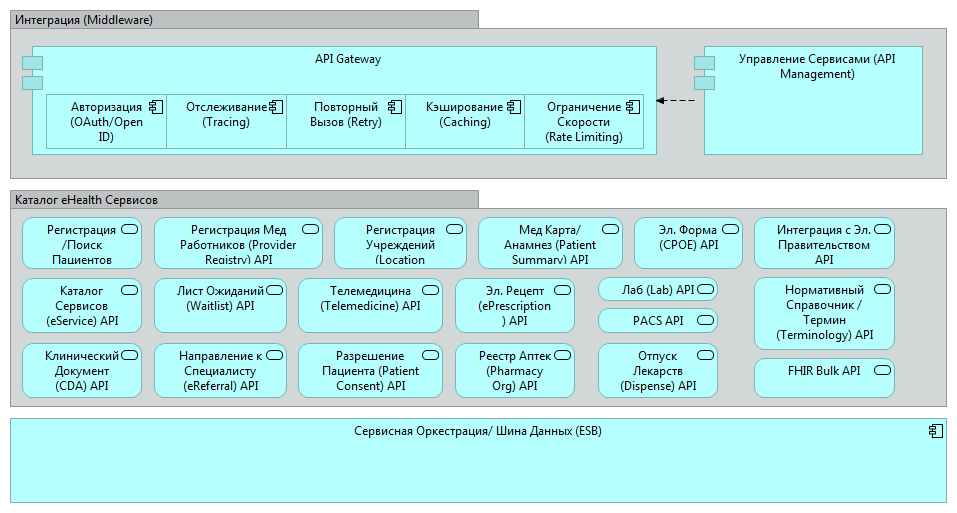 Интеграция (Middleware)
API Gateway
Управление Сервисами (API
Management)
Авторизация
(OAuth/Open
ID)
Отслеживание
(Tracing)
Повторный
Вызов (Retry)
Кэширование
(Caching)
Ограничение
Скорости
(Rate Limiting)
Каталог eHealth Сервисов
Регистрация
/Поиск
Пациентов
Регистрация Мед
Работников (Provider
Registry) API
Регистрация
Учреждений
(Location
Мед Карта/
Анамнез (Patient
Summary) API
Эл. Форма
(CPOE) API
Интеграция с Эл.
Правительством
API
Каталог
Сервисов
(eService) API
Лист Ожиданий
(Waitlist) API
Телемедицина
(Telemedicine) API
Эл. Рецепт
(ePrescription
) API
Лаб (Lab) API
PACS API
Нормативный
Справочник /
Термин
(Terminology) API
Клинический
Документ
(CDA) API
Направление к
Специалисту
(eReferral) API
Разрешение
Пациента (Patient
Consent) API
Реестр Аптек
(Pharmacy
Org) API
Отпуск
Лекарств
(Dispense) API
FHIR Bulk API
Сервисная Оркестрация/ Шина Данных (ESB)